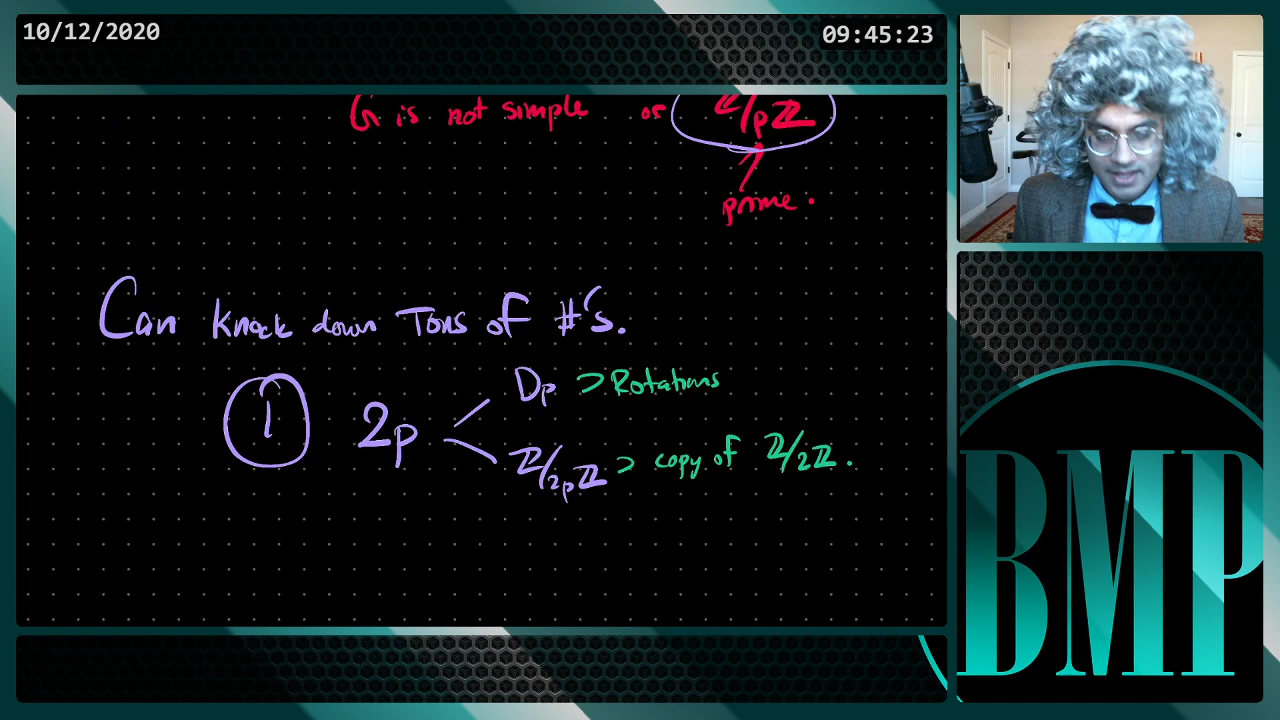 10/12/2020
09:45:23
G is not simple or ℤ/pℤ
prime.
Can knock down Tons of #'s.
1 2p
Dp > Rotations
ℤ/2pℤ > copy of ℤ/2ℤ.
BMP